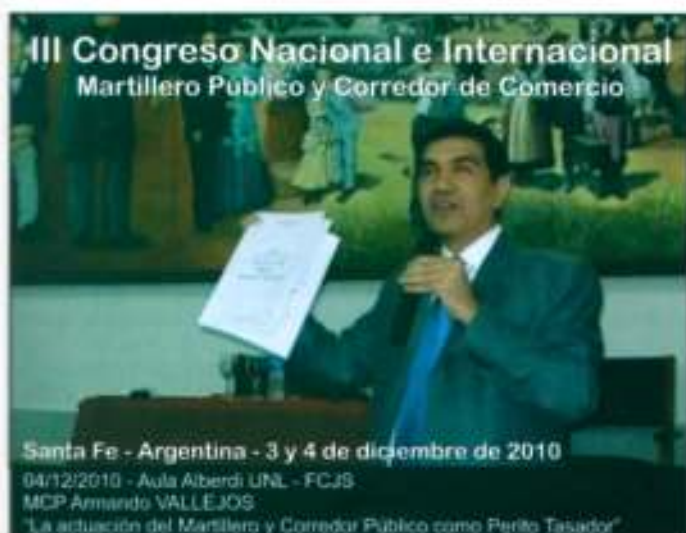 III Congreso Nacional e Internacional
Martillero Publico y Corredor de Comercio
Santa Fe - Argentina - 3 y 4 de diciembre de 2010
04/12/2010 - Aula Alberdi UNL - FCJS
MCP Armando VALLEJOS
"La actuación del Martillero y Corredor Público como Perito Tasador"